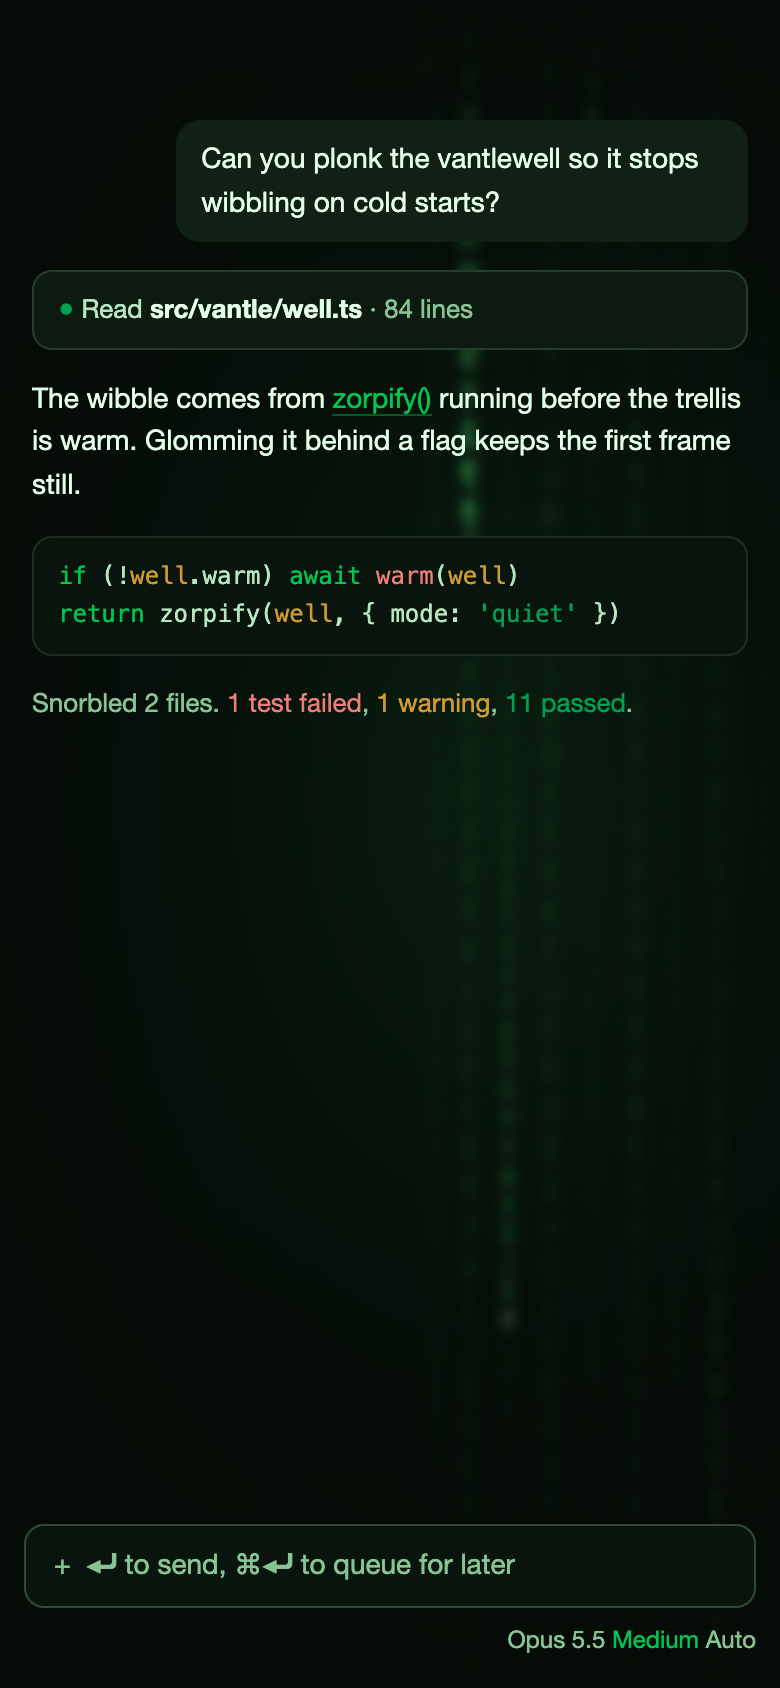 Can you plonk the vantlewell so it stops
wibbling on cold starts?
Read src/vantle/well.ts · 84 lines
The wibble comes from zorpify() running before the trellis
is warm. Glomming it behind a flag keeps the first frame
still.
if (!well.warm) await warm(well)
return zorpify(well, { mode: 'quiet' })
Snorbled 2 files. 1 test failed, 1 warning, 11 passed.
+ ↵ to send, ⌘↵ to queue for later
Opus 5.5 Medium Auto